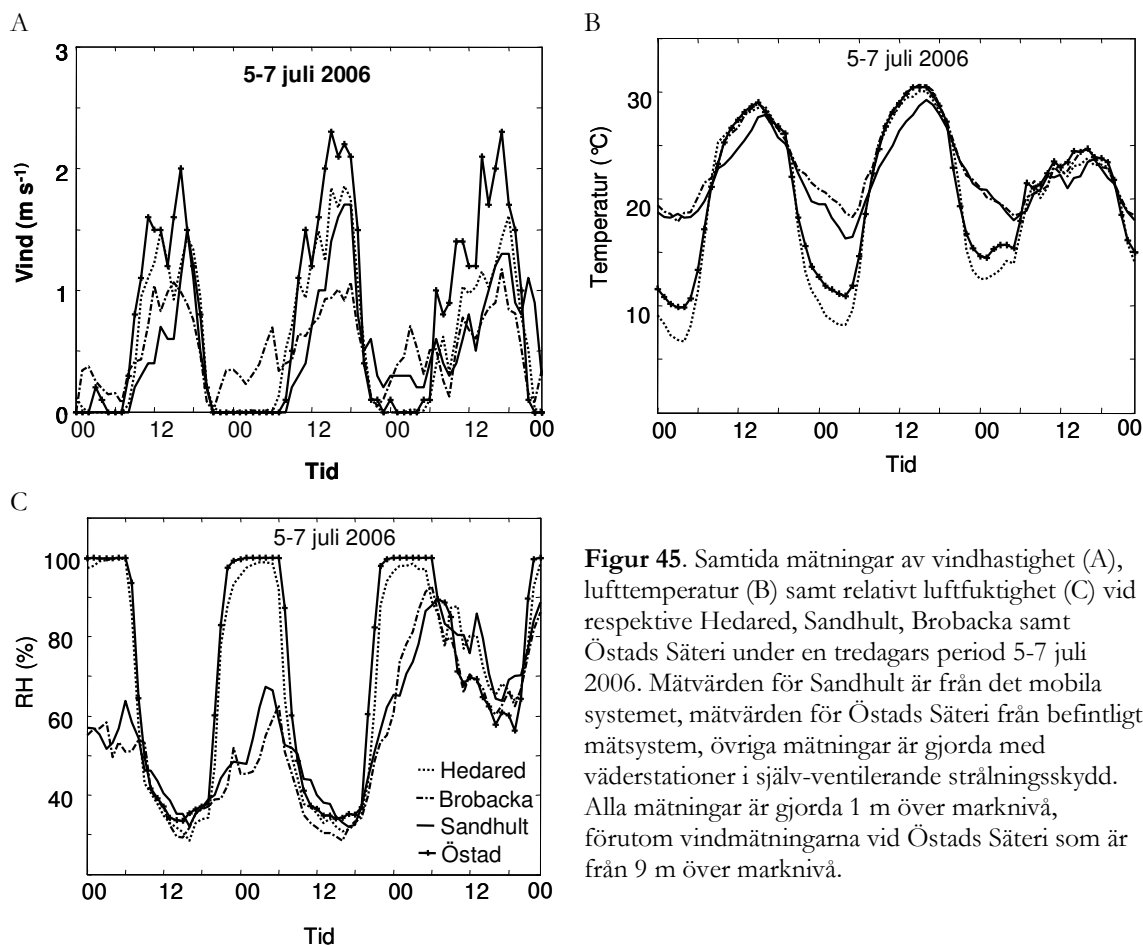 A
3
2
1
0
Vind (m s-1)
5-7 juli 2006
00 12 00 12 00 12 00
Tid
B
30
20
10
Temperatur (°C)
5-7 juli 2006
00 12 00 12 00 12 00
Tid
C
100
80
60
40
RH (%)
5-7 juli 2006
Hedared
Brobacka
Sandhult
Östad
00 12 00 12 00 12 00
Tid
Figur 45. Samtida mätningar av vindhastighet (A),
lufttemperatur (B) samt relativt luftfuktighet (C) vid
respektive Hedared, Sandhult, Brobacka samt
Östads Säteri under en tredagars period 5-7 juli
2006. Mätvärden för Sandhult är från det mobila
systemet, mätvärden för Östads Säteri från befintligt
mätsystem, övriga mätningar är gjorda med
väderstationer i själv-ventilerande strålningsskydd.
Alla mätningar är gjorda 1 m över marknivå,
förutom vindmätningarna vid Östads Säteri som är
från 9 m över marknivå.